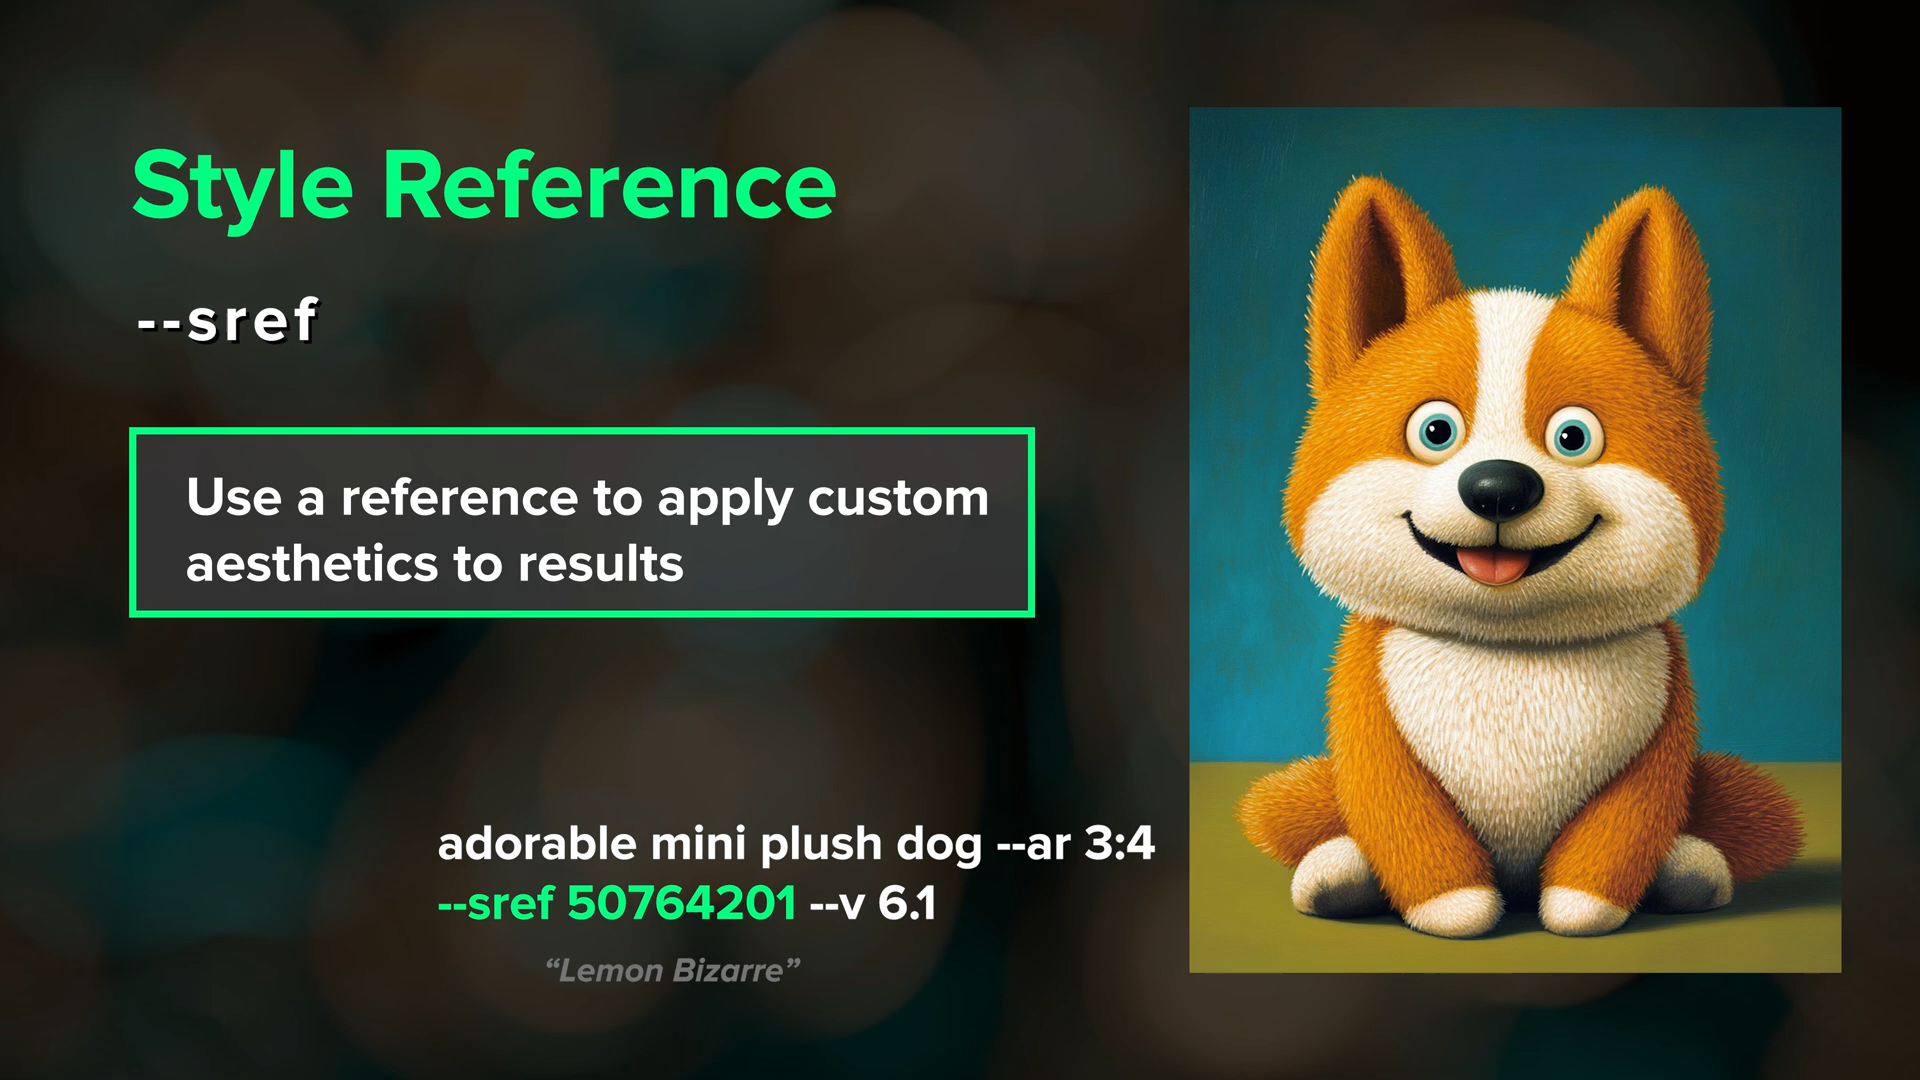 Style Reference
--sref
Use a reference to apply custom
aesthetics to results
adorable mini plush dog --ar 3:4
--sref 50764201 --v 6.1
“Lemon Bizarre”